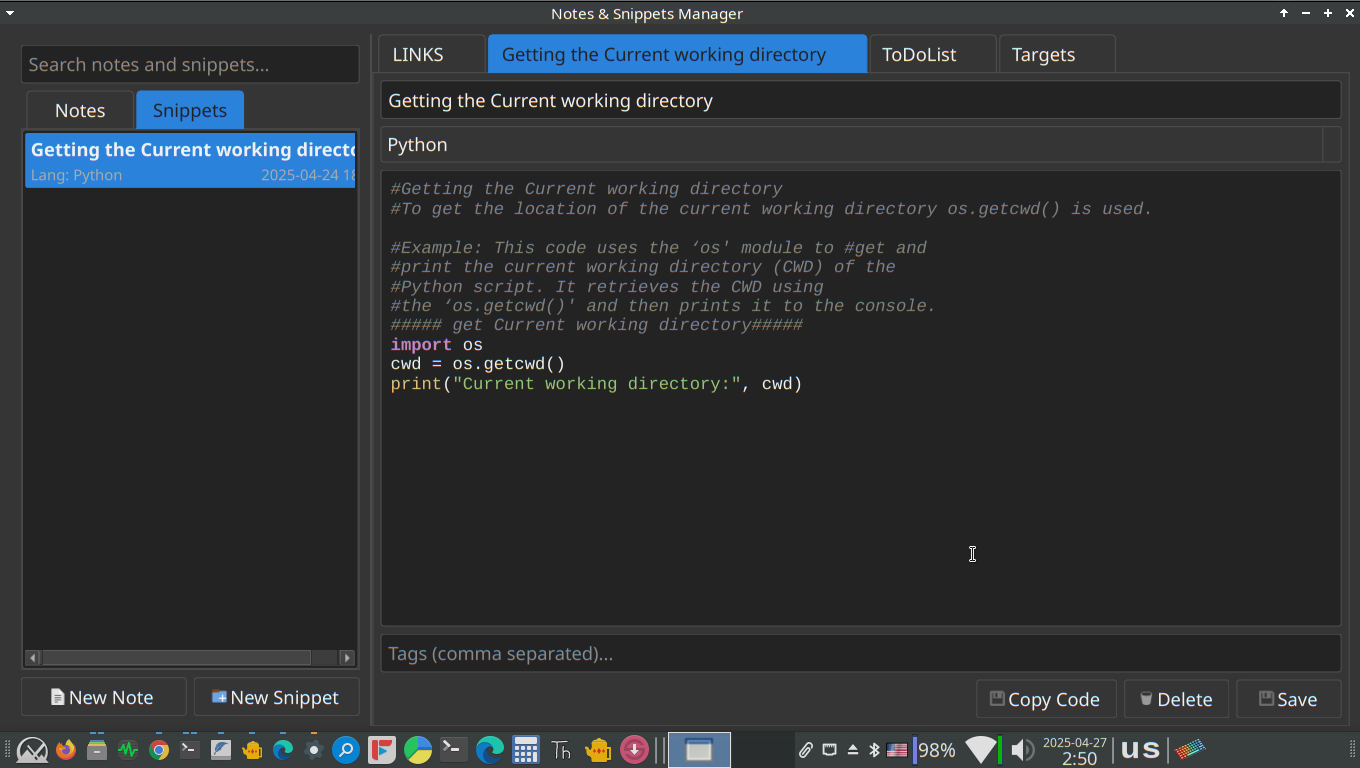 Notes & Snippets Manager
Search notes and snippets...
Notes
Snippets
Getting the Current working direct
Lang: Python
2025-04-24 18
New Note
New Snippet
LINKS
Getting the Current working directory
ToDoList
Targets
Getting the Current working directory
Python
#Getting the Current working directory
#To get the location of the current working directory os.getcwd() is used.
#Example: This code uses the ‘os' module to #get and
#print the current working directory (CWD) of the
#Python script. It retrieves the CWD using
#the ‘os.getcwd()' and then prints it to the console.
##### get Current working directory#####
import os
cwd = os.getcwd()
print("Current working directory:", cwd)
Tags (comma separated)...
Copy Code
Delete
Save
Th
98%
2025-04-27
2:50
us